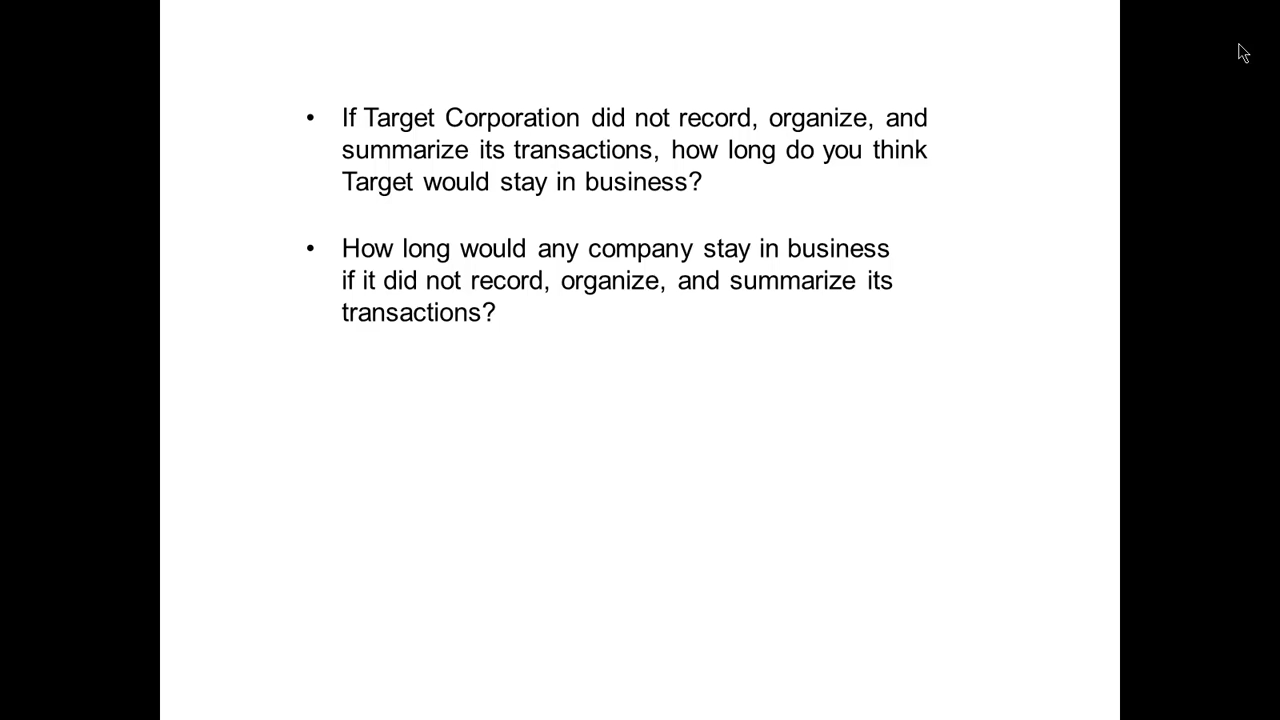 • If Target Corporation did not record, organize, and
summarize its transactions, how long do you think
Target would stay in business?
• How long would any company stay in business
if it did not record, organize, and summarize its
transactions?